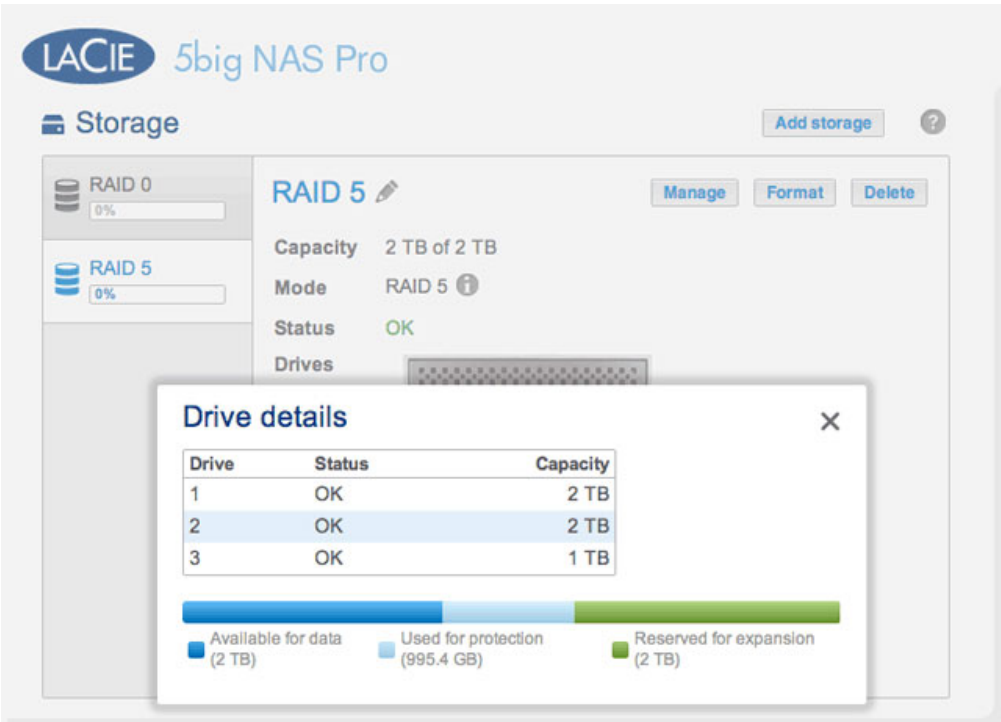 LACIE 5big NAS Pro
Storage
Add storage
?
RAID 0
0%
RAID 5
0%
RAID 5
Manage
Format
Delete
Capacity 2 TB of 2 TB
Mode RAID 5 i
Status OK
Drives
Drive details
Drive Status Capacity
1 OK 2 TB
2 OK 2 TB
3 OK 1 TB
Available for data
(2 TB)
Used for protection
(995.4 GB)
Reserved for expansion
(2 TB)